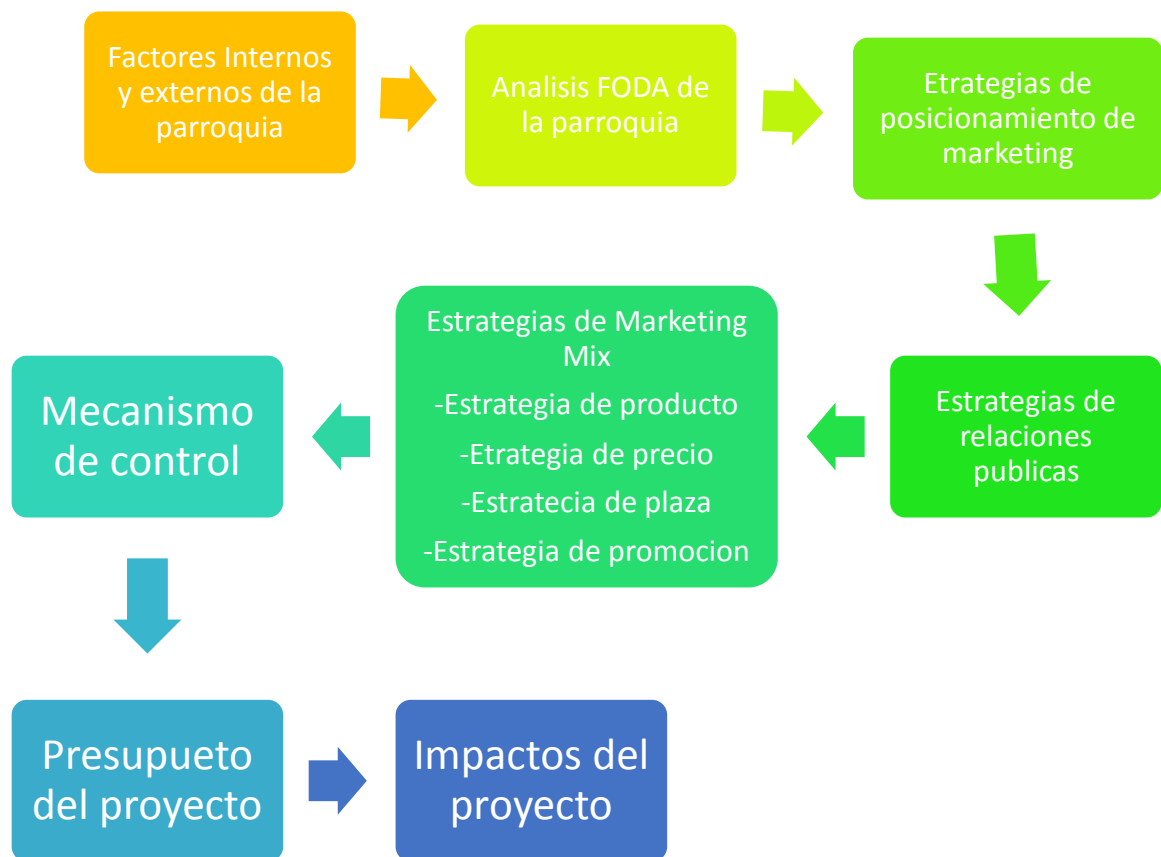 Factores Internos
y externos de la
parroquia
Analisis FODA de
la parroquia
Etrategias de
posicionamiento de
marketing
Estrategias de
relaciones
publicas
Estrategias de Marketing
Mix
-Estrategia de producto
-Etrategia de precio
-Estratecia de plaza
-Estrategia de promocion
Mecanismo
de control
Presupueto
del proyecto
Impactos del
proyecto